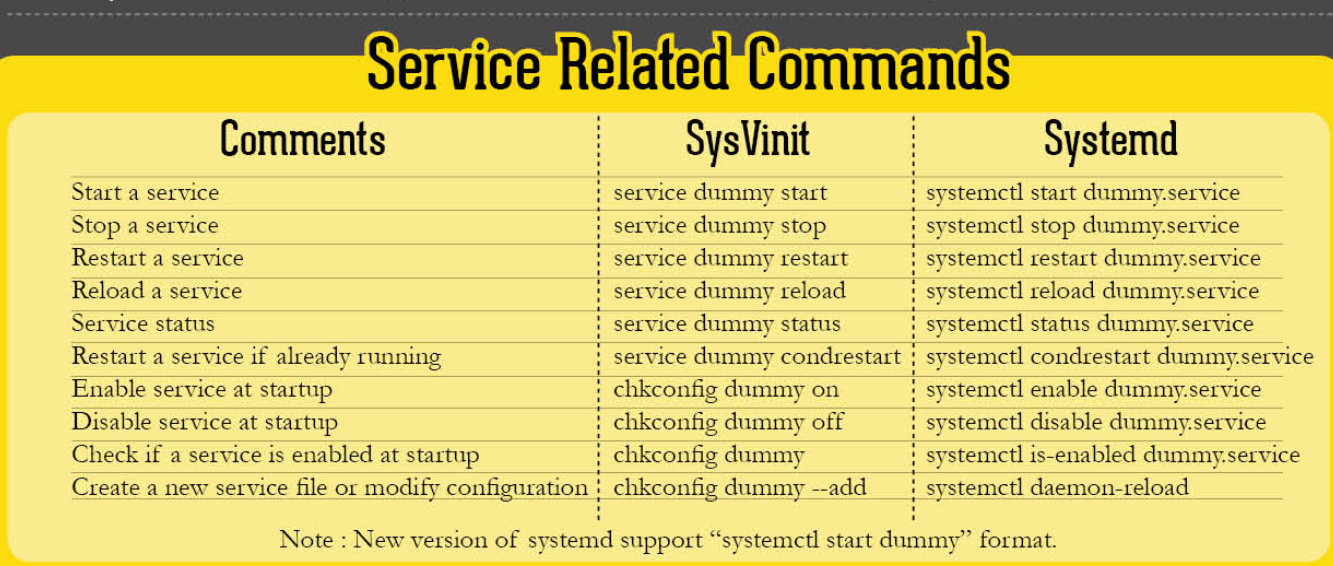 Service Related Commands
Comments SysVinit Systemd
Start a service service dummy start systemctl start dummy.service
Stop a service service dummy stop systemctl stop dummy.service
Restart a service service dummy restart systemctl restart dummy.service
Reload a service service dummy reload systemctl reload dummy.service
Service status service dummy status systemctl status dummy.service
Restart a service if already running service dummy condrestart systemctl condrestart dummy.service
Enable service at startup chkconfig dummy on systemctl enable dummy.service
Disable service at startup chkconfig dummy off systemctl disable dummy.service
Check if a service is enabled at startup chkconfig dummy systemctl is-enabled dummy.service
Create a new service file or modify configuration chkconfig dummy --add systemctl daemon-reload
Note : New version of systemd support “systemctl start dummy” format.